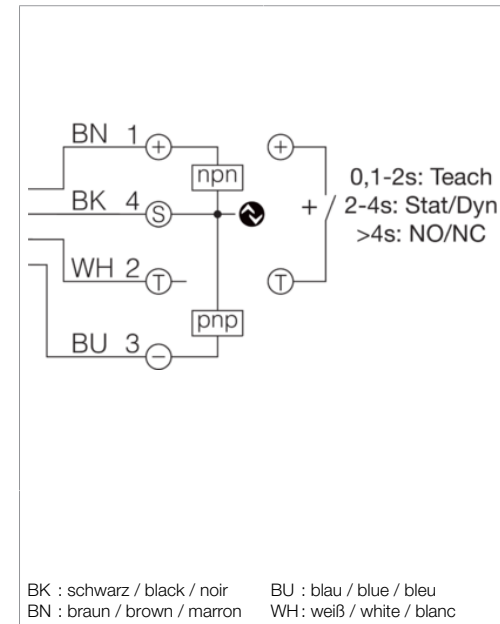 BN 1 +
npn
BK 4 S
WH 2 T
pnp
BU 3 −
+
+
T
0,1-2s: Teach
2-4s: Stat/Dyn
>4s: NO/NC
BK : schwarz / black / noir
BN : braun / brown / marron
BU : blau / blue / bleu
WH : weiß / white / blanc